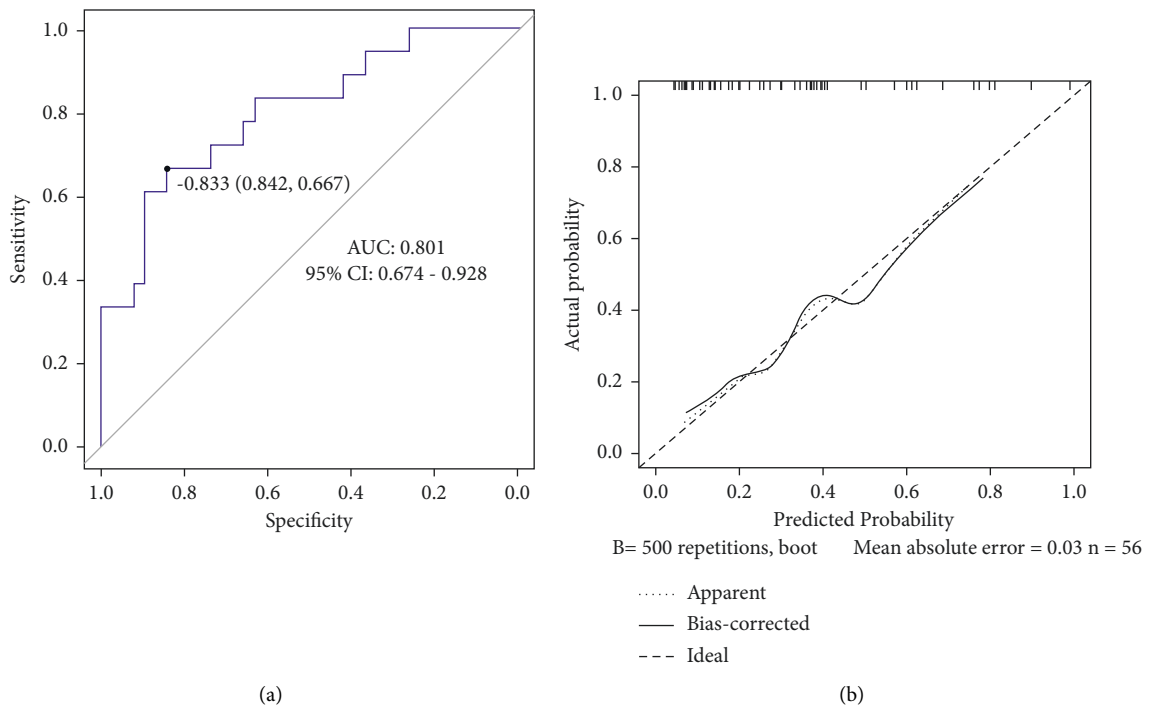 1.0
0.8
0.6
0.4
0.2
0.0
Sensitivity
-0.833 (0.842, 0.667)
AUC: 0.801
95% CI: 0.674 - 0.928
1.0 0.8 0.6 0.4 0.2 0.0
Specificity
(a)
1. 0
0.8
0.6
0.4
0.2
0.0
Actual probability
0.0 0.2 0.4 0.6 0.8 1.0
Predicted Probability
B= 500 repetitions, boot Mean absolute error = 0.03 n = 56
Apparent
Bias-corrected
Ideal
(b)